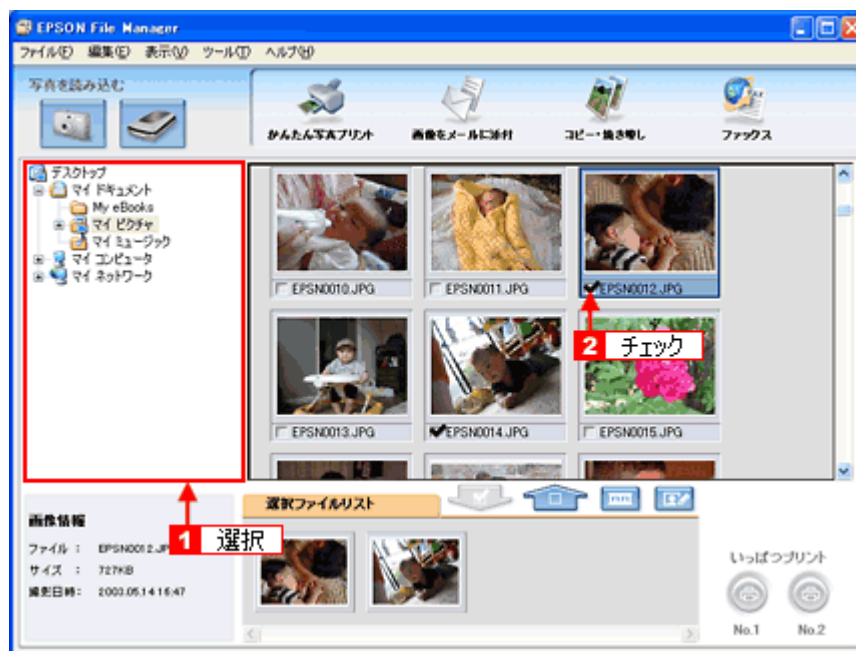 EPSON File Manager
ファイル(F) 編集(E) 表示(V) ツール(T) ヘルプ(H)
写真を読み込む
かんたん写真プリント 画像をメールに添付 コピー・焼き増し ファックス
デスクトップ
マイ ドキュメント
My eBooks
マイ ピクチャ
マイ ミュージック
マイ コンピュータ
マイ ネットワーク
EPSN0010.JPG EPSN0011.JPG EPSN0012.JPG
2 チェック
EPSN0013.JPG EPSN0014.JPG EPSN0015.JPG
選択ファイルリスト
1 選択
画像情報
ファイル : EPSN0012.JP
サイズ : 727KB
撮影日時: 2003.05.14 16:47
いっぱつプリント
No.1 No.2